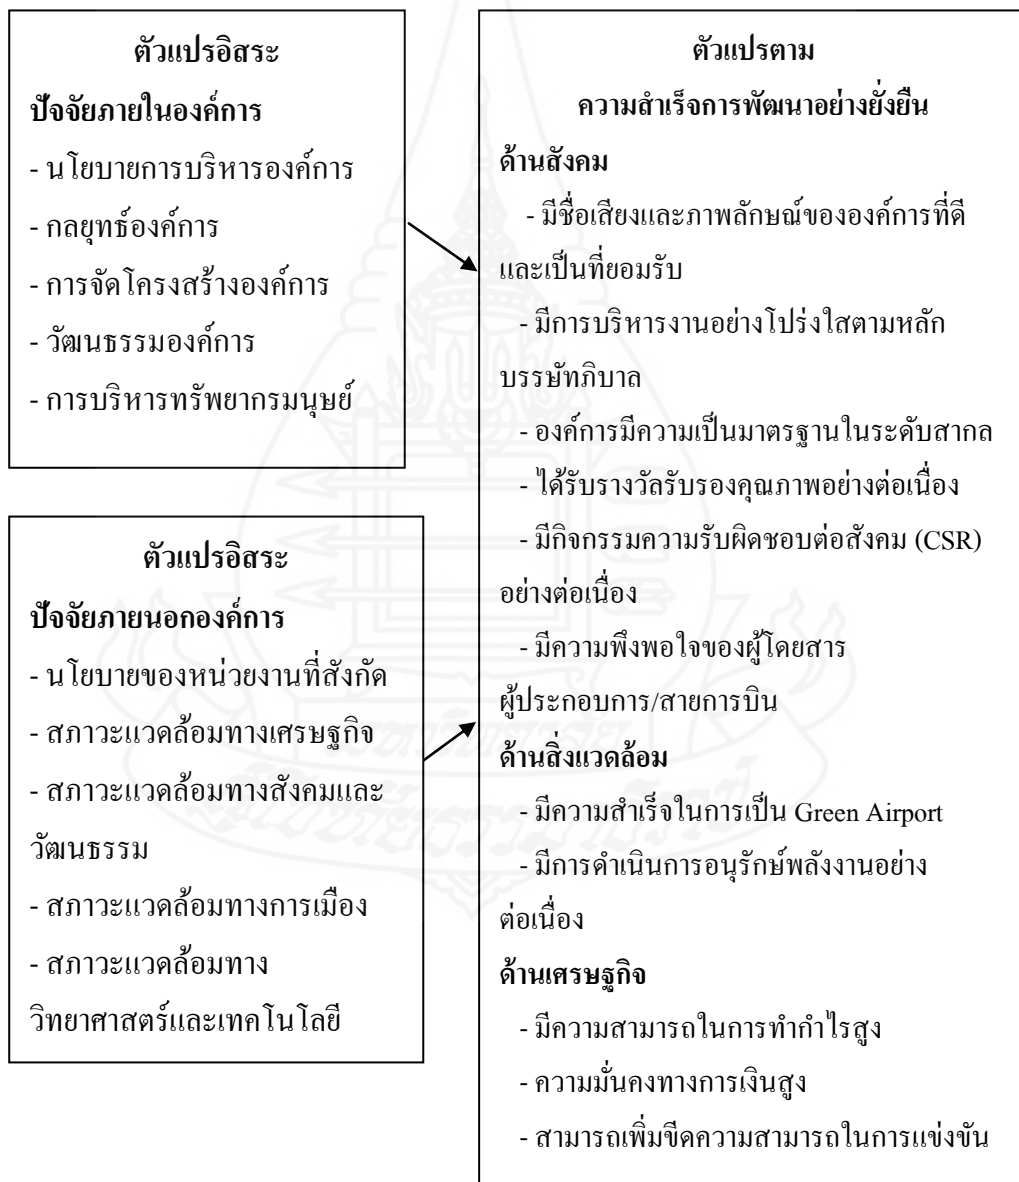 ตัวแปรอิสระ
ปัจจัยภายในองค์การ
- นโยบายการบริหารองค์การ
- กลยุทธ์องค์การ
- การจัดโครงสร้างองค์การ
- วัฒนธรรมองค์การ
- การบริหารทรัพยากรมนุษย์
ตัวแปรอิสระ
ปัจจัยภายนอกองค์การ
- นโยบายของหน่วยงานที่สังกัด
- สภาวะแวดล้อมทางเศรษฐกิจ
- สภาวะแวดล้อมทางสังคมและ
วัฒนธรรม
- สภาวะแวดล้อมทางการเมือง
- สภาวะแวดล้อมทาง
วิทยาศาสตร์และเทคโนโลยี
ตัวแปรตาม
ความสำเร็จการพัฒนาอย่างยั่งยืน
ด้านสังคม
- มีชื่อเสียงและภาพลักษณ์ขององค์การที่ดี
และเป็นที่ยอมรับ
- มีการบริหารงานอย่างโปร่งใสตามหลัก
บรรษัทภิบาล
- องค์การมีความเป็นมาตรฐานในระดับสากล
- ได้รับรางวัลรับรองคุณภาพอย่างต่อเนื่อง
- มีกิจกรรมความรับผิดชอบต่อสังคม (CSR)
อย่างต่อเนื่อง
- มีความพึงพอใจของผู้โดยสาร
ผู้ประกอบการ/สายการบิน
ด้านสิ่งแวดล้อม
- มีความสำเร็จในการเป็น Green Airport
- มีการดำเนินการอนุรักษ์พลังงานอย่าง
ต่อเนื่อง
ด้านเศรษฐกิจ
- มีความสามารถในการทำกำไรสูง
- ความมั่นคงทางการเงินสูง
- สามารถเพิ่มขีดความสามารถในการแข่งขัน